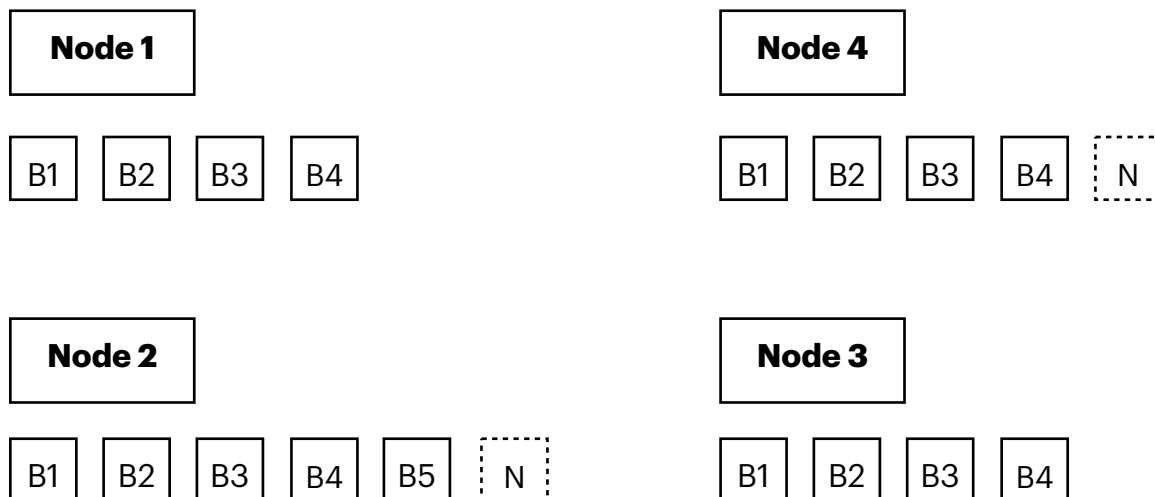 Node 1
Node 4
B1 B2 B3 B4
B1 B2 B3 B4 N
Node 2
Node 3
B1 B2 B3 B4 B5 N
B1 B2 B3 B4